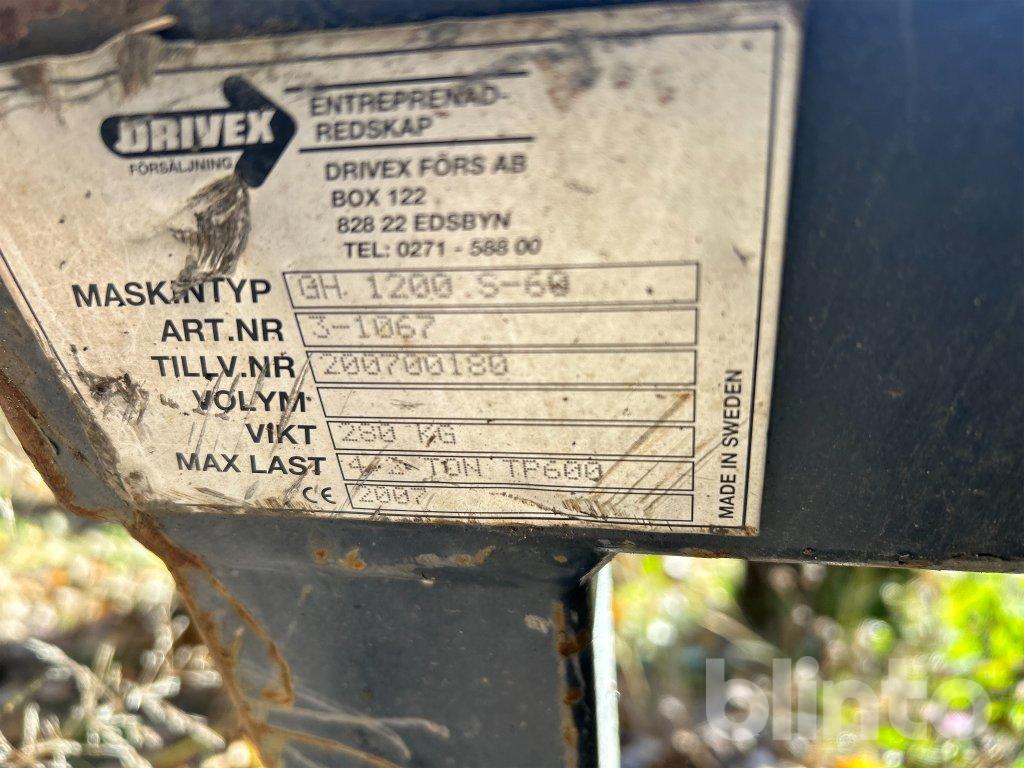 DRIVEX
FÖRSÄLJNING
ENTREPRENAD-
REDSKAP
DRIVEX FÖRS AB
BOX 122
828 22 EDSBYN
TEL: 0271 - 588 00
MASKINTYP GH. 1200 S-60
ART.NR 3-1067
TILLV.NR 200700180
VOLYM
VIKT 280 KG
MAX LAST TP600
CE 2007
MADE IN SWEDEN
blinto